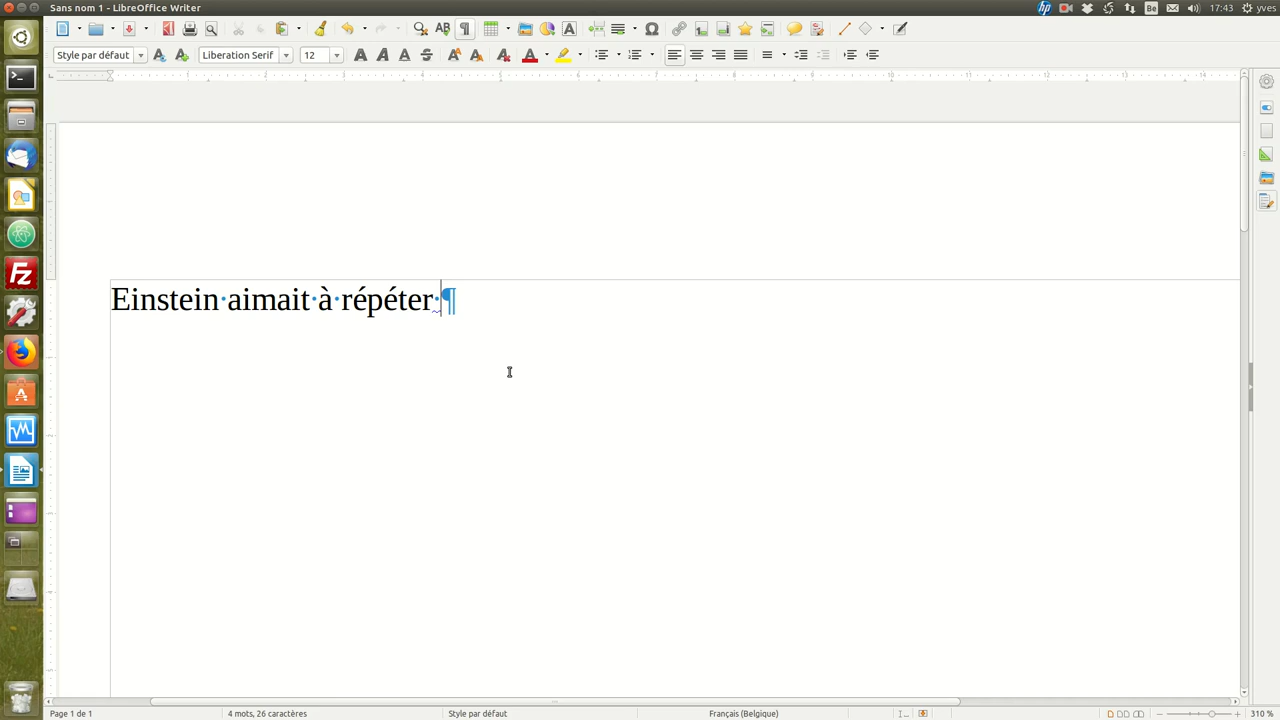 Sans nom 1 - LibreOffice Writer
Be
17:43
yves
Style par défaut
Liberation Serif
12
Einstein·aimait·à·répéter·¶
Page 1 de 1
4 mots, 26 caractères
Style par défaut
Français (Belgique)
310 %